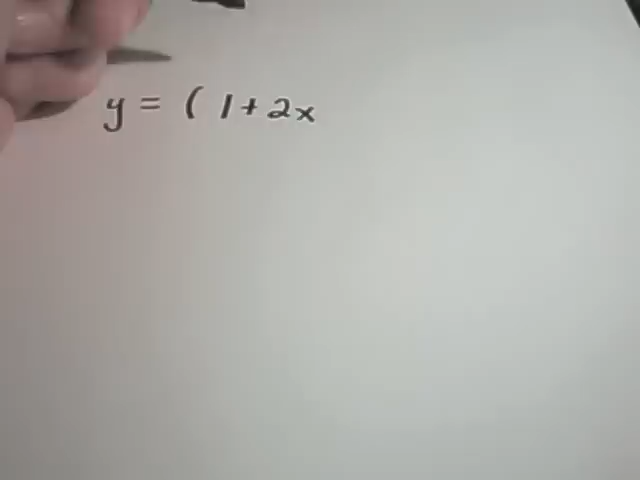 y = ( 1 + 2x